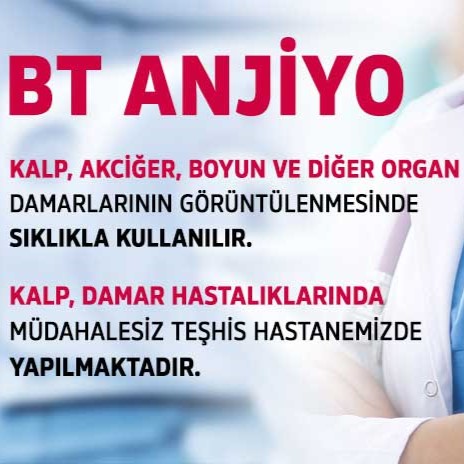 BT ANJİYO
KALP, AKCİĞER, BOYUN VE DİĞER ORGAN
DAMARLARININ GÖRÜNTÜLENMESİNDE
SIKLIKLA KULLANILIR.
KALP, DAMAR HASTALIKLARINDA
MÜDAHALESİZ TEŞHİS HASTANEMİZDE
YAPILMAKTADIR.